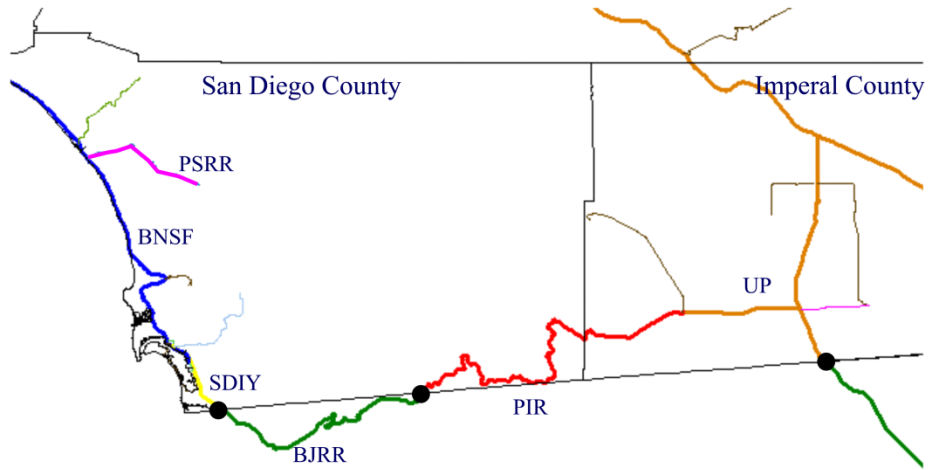 San Diego County
Imperal County
PSRR
BNSF
UP
SDIY
PIR
BJRR